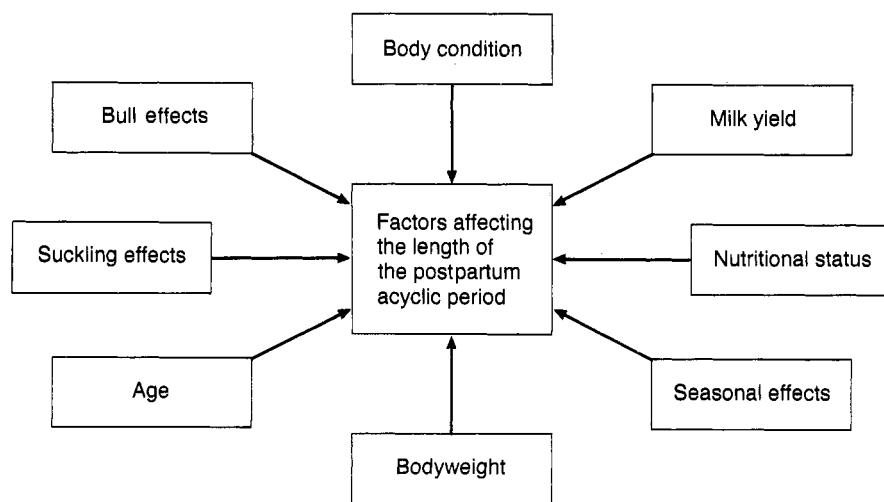 Body condition
Bull effects
Milk yield
Factors affecting
the length of
the postpartum
acyclic period
Suckling effects
Nutritional status
Age
Seasonal effects
Bodyweight